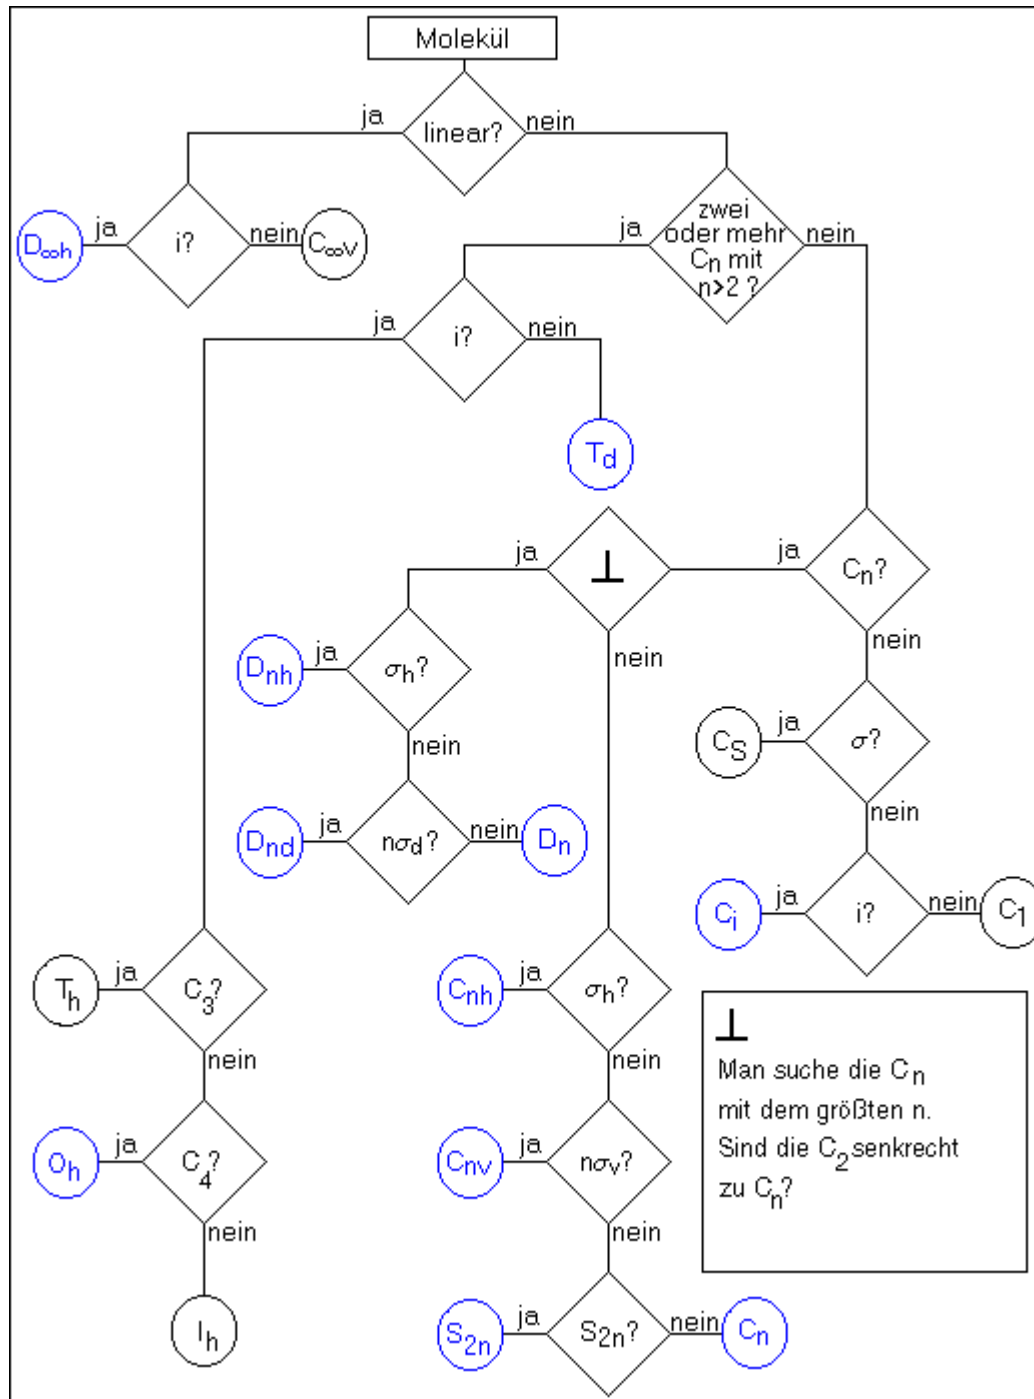 Molekül
ja
linear?
nein
D∞h
ja
i?
nein
C∞v
ja
zwei
oder mehr
Cn mit
n>2 ?
nein
ja
i?
nein
Td
ja
⊥
ja
Cn?
nein
nein
Dnh
ja
σh?
nein
CS
ja
σ?
nein
Dnd
ja
nσd?
nein
Dn
Ci
ja
i?
nein
C1
Th
ja
C3?
nein
Cnh
ja
σh?
nein
Oh
ja
C4?
nein
Cnv
ja
nσv?
nein
Ih
S2n
ja
S2n?
nein
Cn
⊥
Man suche die Cn
mit dem größten n.
Sind die C2 senkrecht
zu Cn?